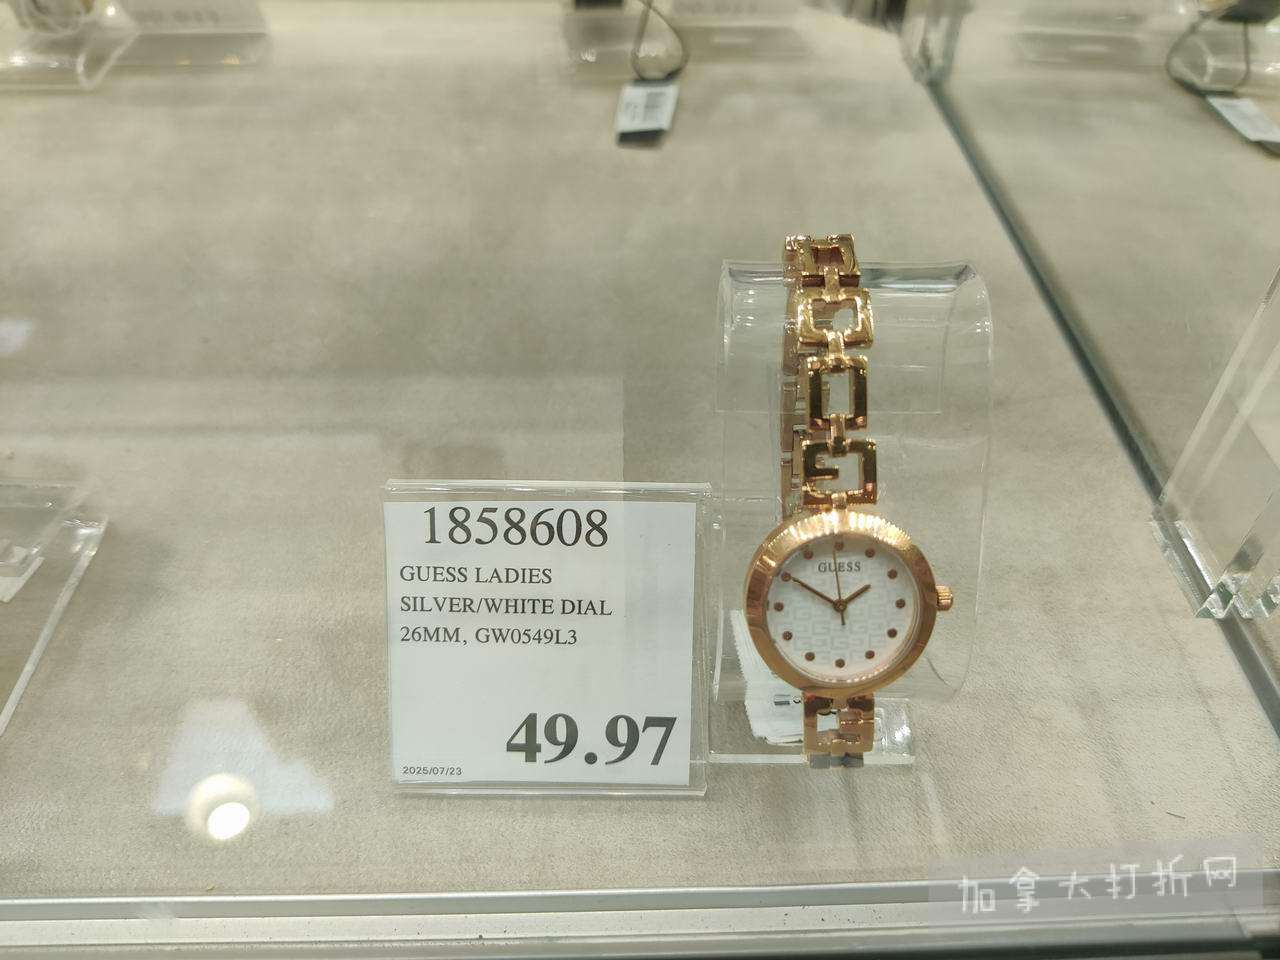 1858608
GUESS LADIES
SILVER/WHITE DIAL
26MM, GW0549L3
49.97
2025/07/23
GUESS
加拿大打折网